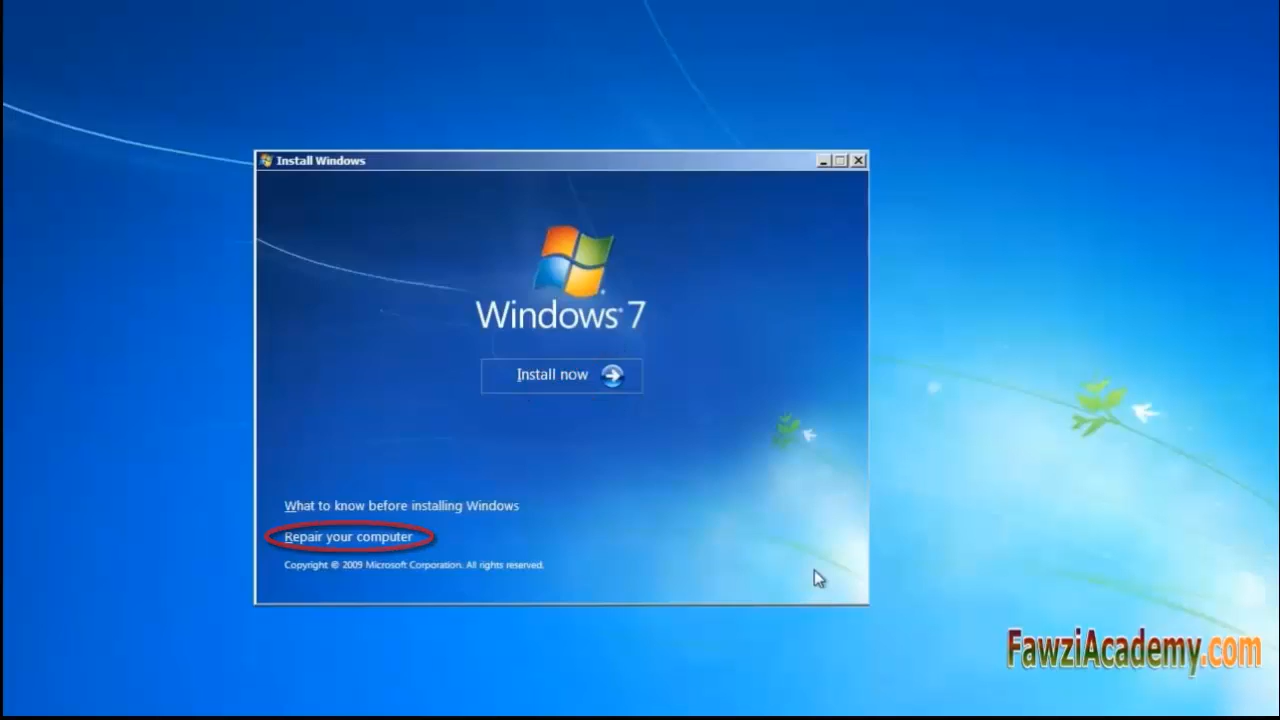 Install Windows
Windows® 7
Install now
What to know before installing Windows
Repair your computer
Copyright © 2009 Microsoft Corporation. All rights reserved.
FawziAcademy.com